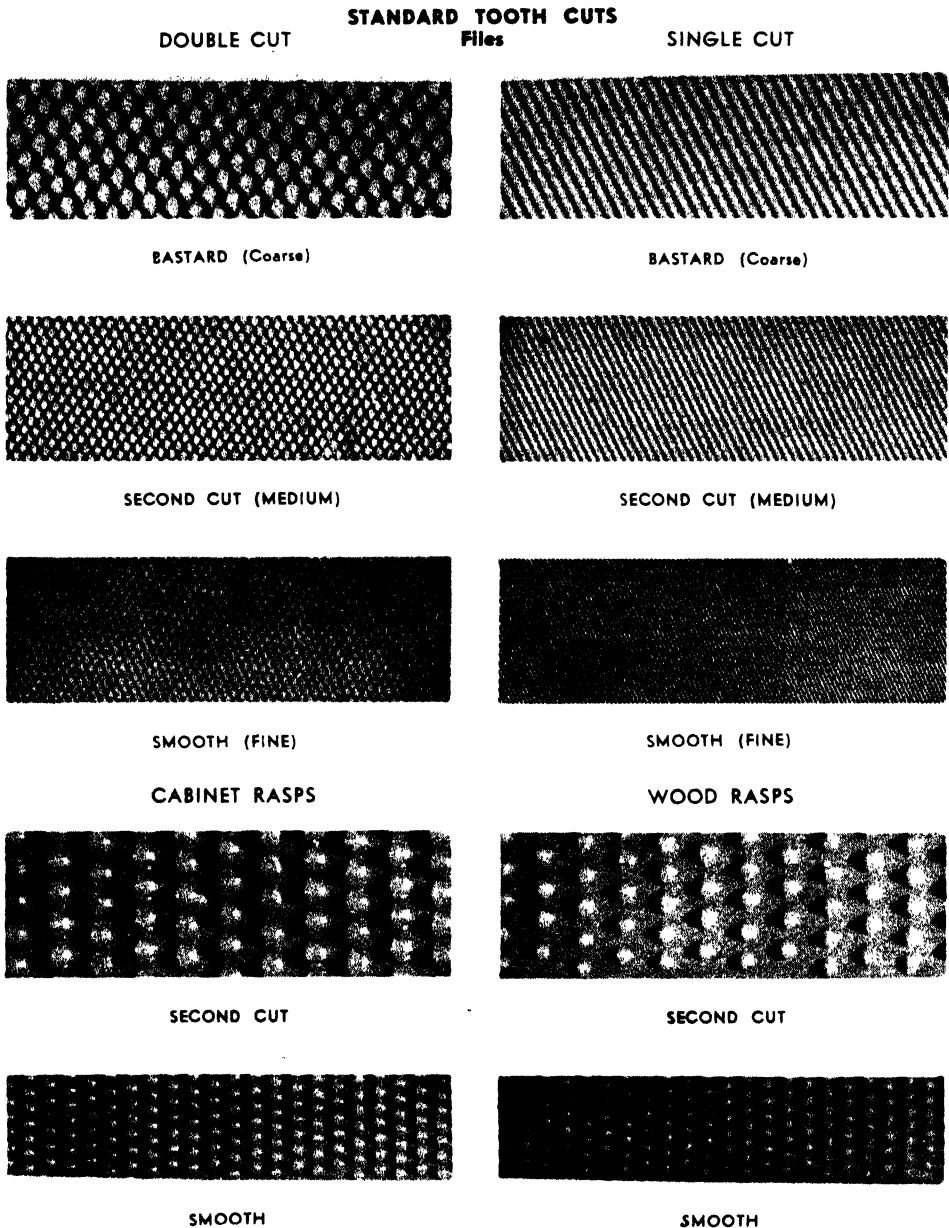 STANDARD TOOTH CUTS
Files
DOUBLE CUT
SINGLE CUT
BASTARD (Coarse)
BASTARD (Coarse)
SECOND CUT (MEDIUM)
SECOND CUT (MEDIUM)
SMOOTH (FINE)
SMOOTH (FINE)
CABINET RASPS
WOOD RASPS
SECOND CUT
SECOND CUT
SMOOTH
SMOOTH